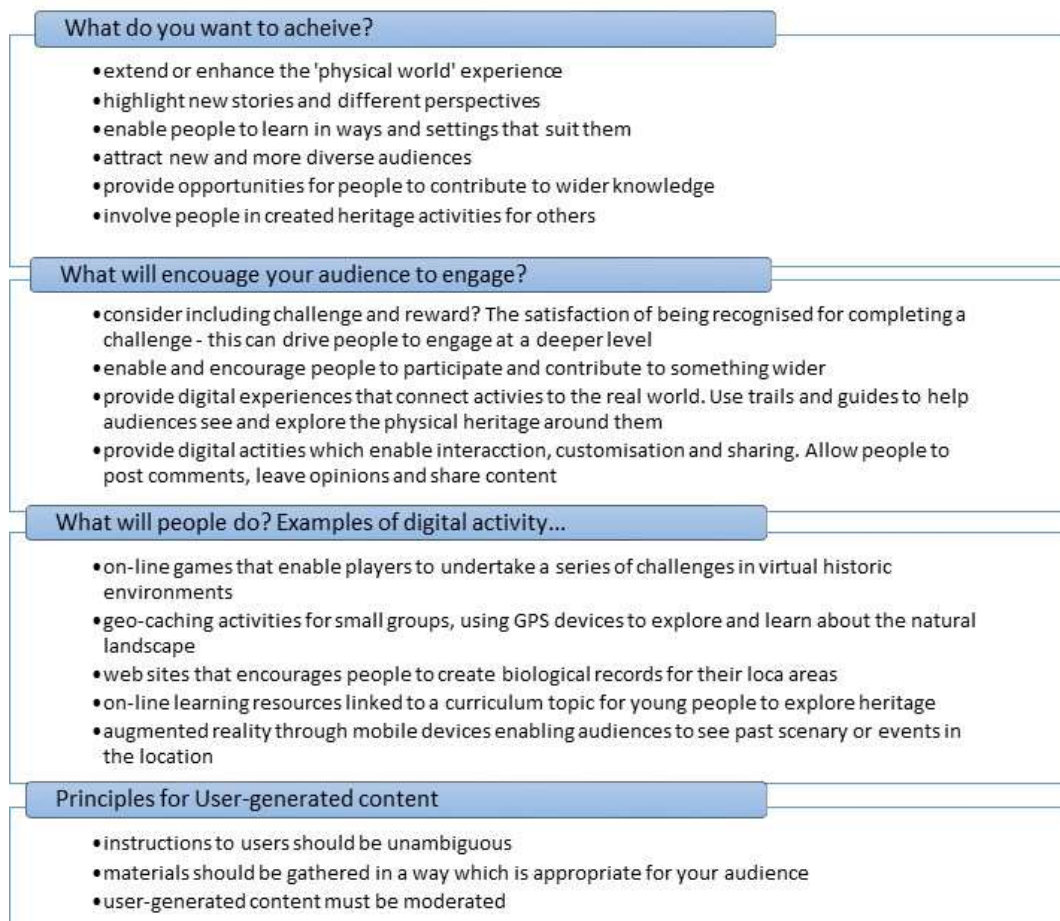 What do you want to acheive?
•extend or enhance the 'physical world' experience
•highlight new stories and different perspectives
•enable people to learn in ways and settings that suit them
•attract new and more diverse audiences
•provide opportunities for people to contribute to wider knowledge
•involve people in created heritage activities for others
What will encouage your audience to engage?
•consider including challenge and reward? The satisfaction of being recognised for completing a
challenge - this can drive people to engage at a deeper level
•enable and encourage people to participate and contribute to something wider
•provide digital experiences that connect activies to the real world. Use trails and guides to help
audiences see and explore the physical heritage around them
•provide digital actities which enable interacction, customisation and sharing. Allow people to
post comments, leave opinions and share content
What will people do? Examples of digital activity...
•on-line games that enable players to undertake a series of challenges in virtual historic
environments
•geo-caching activities for small groups, using GPS devices to explore and learn about the natural
landscape
•web sites that encourages people to create biological records for their loca areas
•on-line learning resources linked to a curriculum topic for young people to explore heritage
•augmented reality through mobile devices enabling audiences to see past scenary or events in
the location
Principles for User-generated content
•instructions to users should be unambiguous
•materials should be gathered in a way which is appropriate for your audience
•user-generated content must be moderated